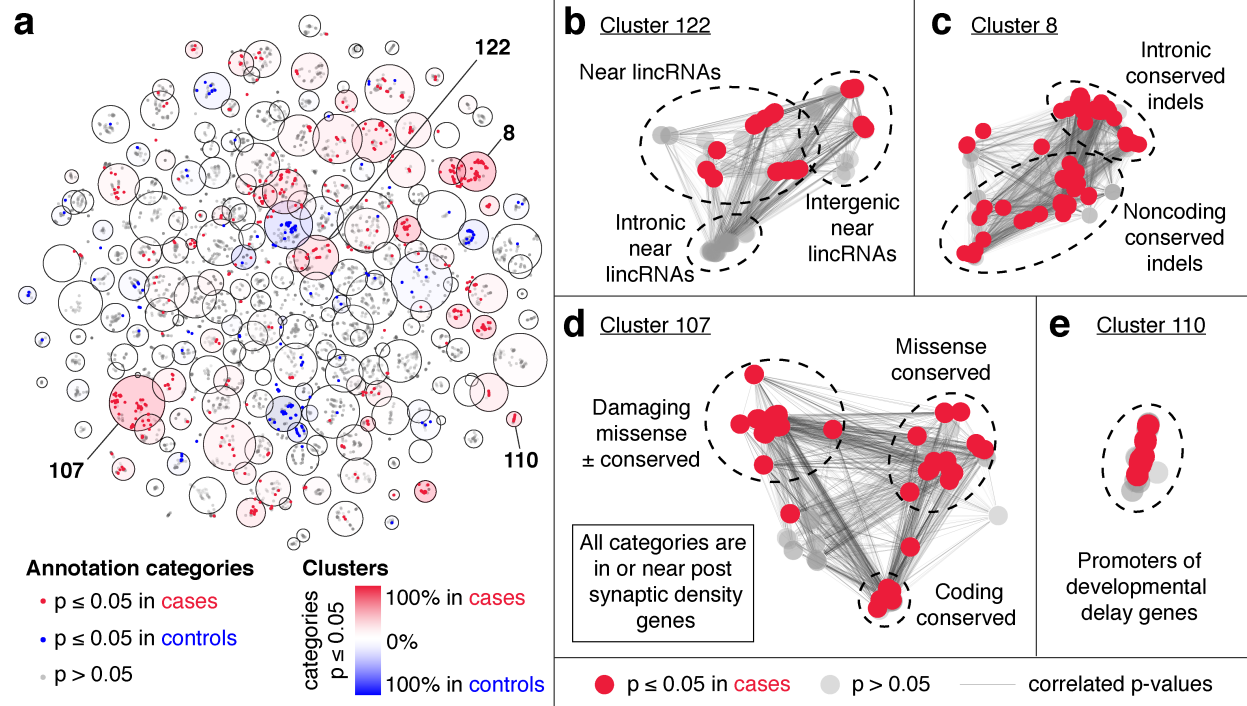 a
122
8
107
110
Annotation categories
p ≤ 0.05 in cases
p ≤ 0.05 in controls
p > 0.05
Clusters
categories
p ≤ 0.05
100% in cases
0%
100% in controls
b Cluster 122
Near lincRNAs
Intronic
near
lincRNAs
Intergenic
near
lincRNAs
c Cluster 8
Intronic
conserved
indels
Noncoding
conserved
indels
d Cluster 107
Missense
conserved
Damaging
missense
± conserved
All categories are
in or near post
synaptic density
genes
Coding
conserved
e Cluster 110
Promoters of
developmental
delay genes
p ≤ 0.05 in cases
p > 0.05
correlated p-values